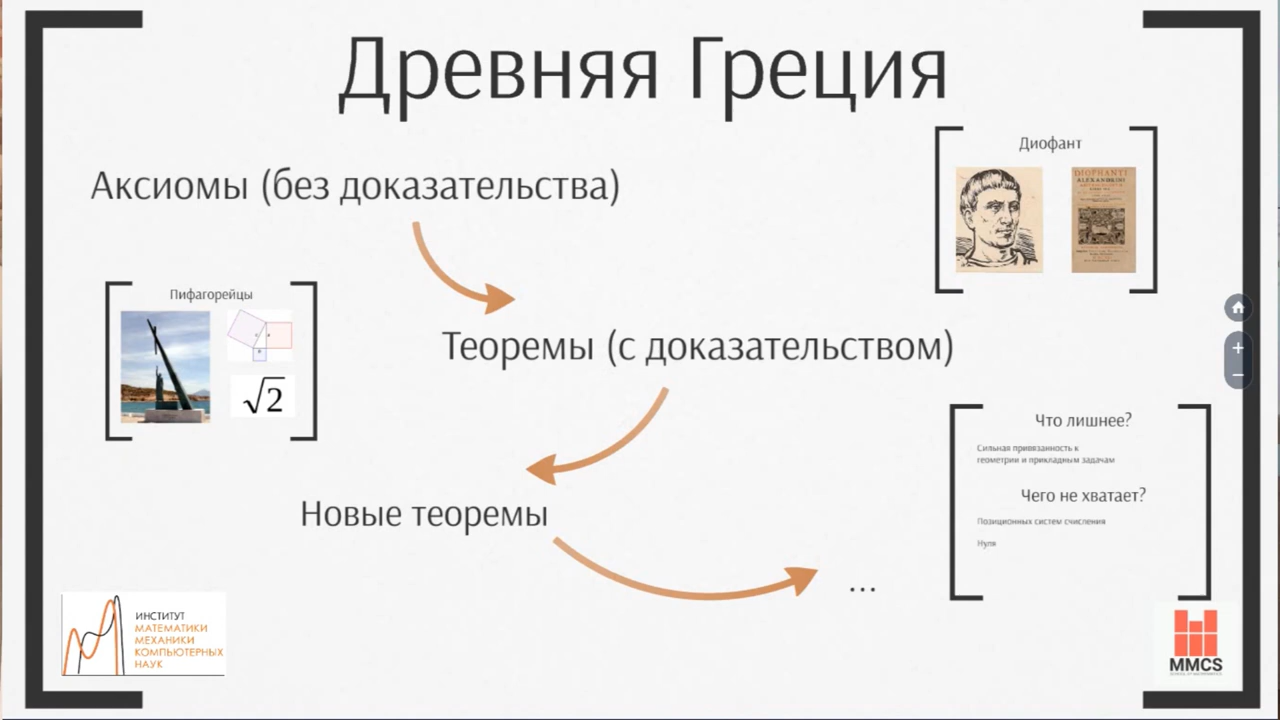 Древняя Греция
Аксиомы (без доказательства)
Диофант
DIOPHANTI
ALEXANDRINI
Пифагорейцы
√2
Теоремы (с доказательством)
Новые теоремы
...
Что лишнее?
Сильная привязанность к
геометрии и прикладным задачам
Чего не хватает?
Позиционных систем счисления
Нуля
ИНСТИТУТ
МАТЕМАТИКИ
МЕХАНИКИ
КОМПЬЮТЕРНЫХ
НАУК
MMCS